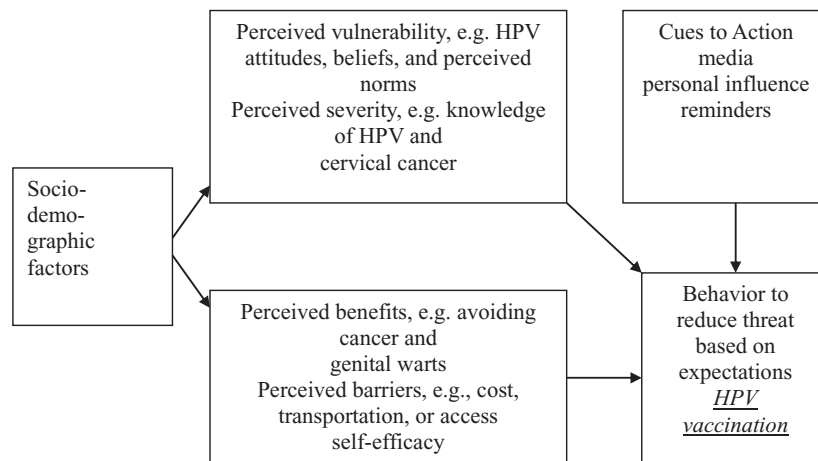 Socio-
demo-
graphic
factors
Perceived vulnerability, e.g. HPV
attitudes, beliefs, and perceived
norms
Perceived severity, e.g. knowledge
of HPV and
cervical cancer
Perceived benefits, e.g. avoiding
cancer and
genital warts
Perceived barriers, e.g., cost,
transportation, or access
self-efficacy
Cues to Action
media
personal influence
reminders
Behavior to
reduce threat
based on
expectations
HPV
vaccination